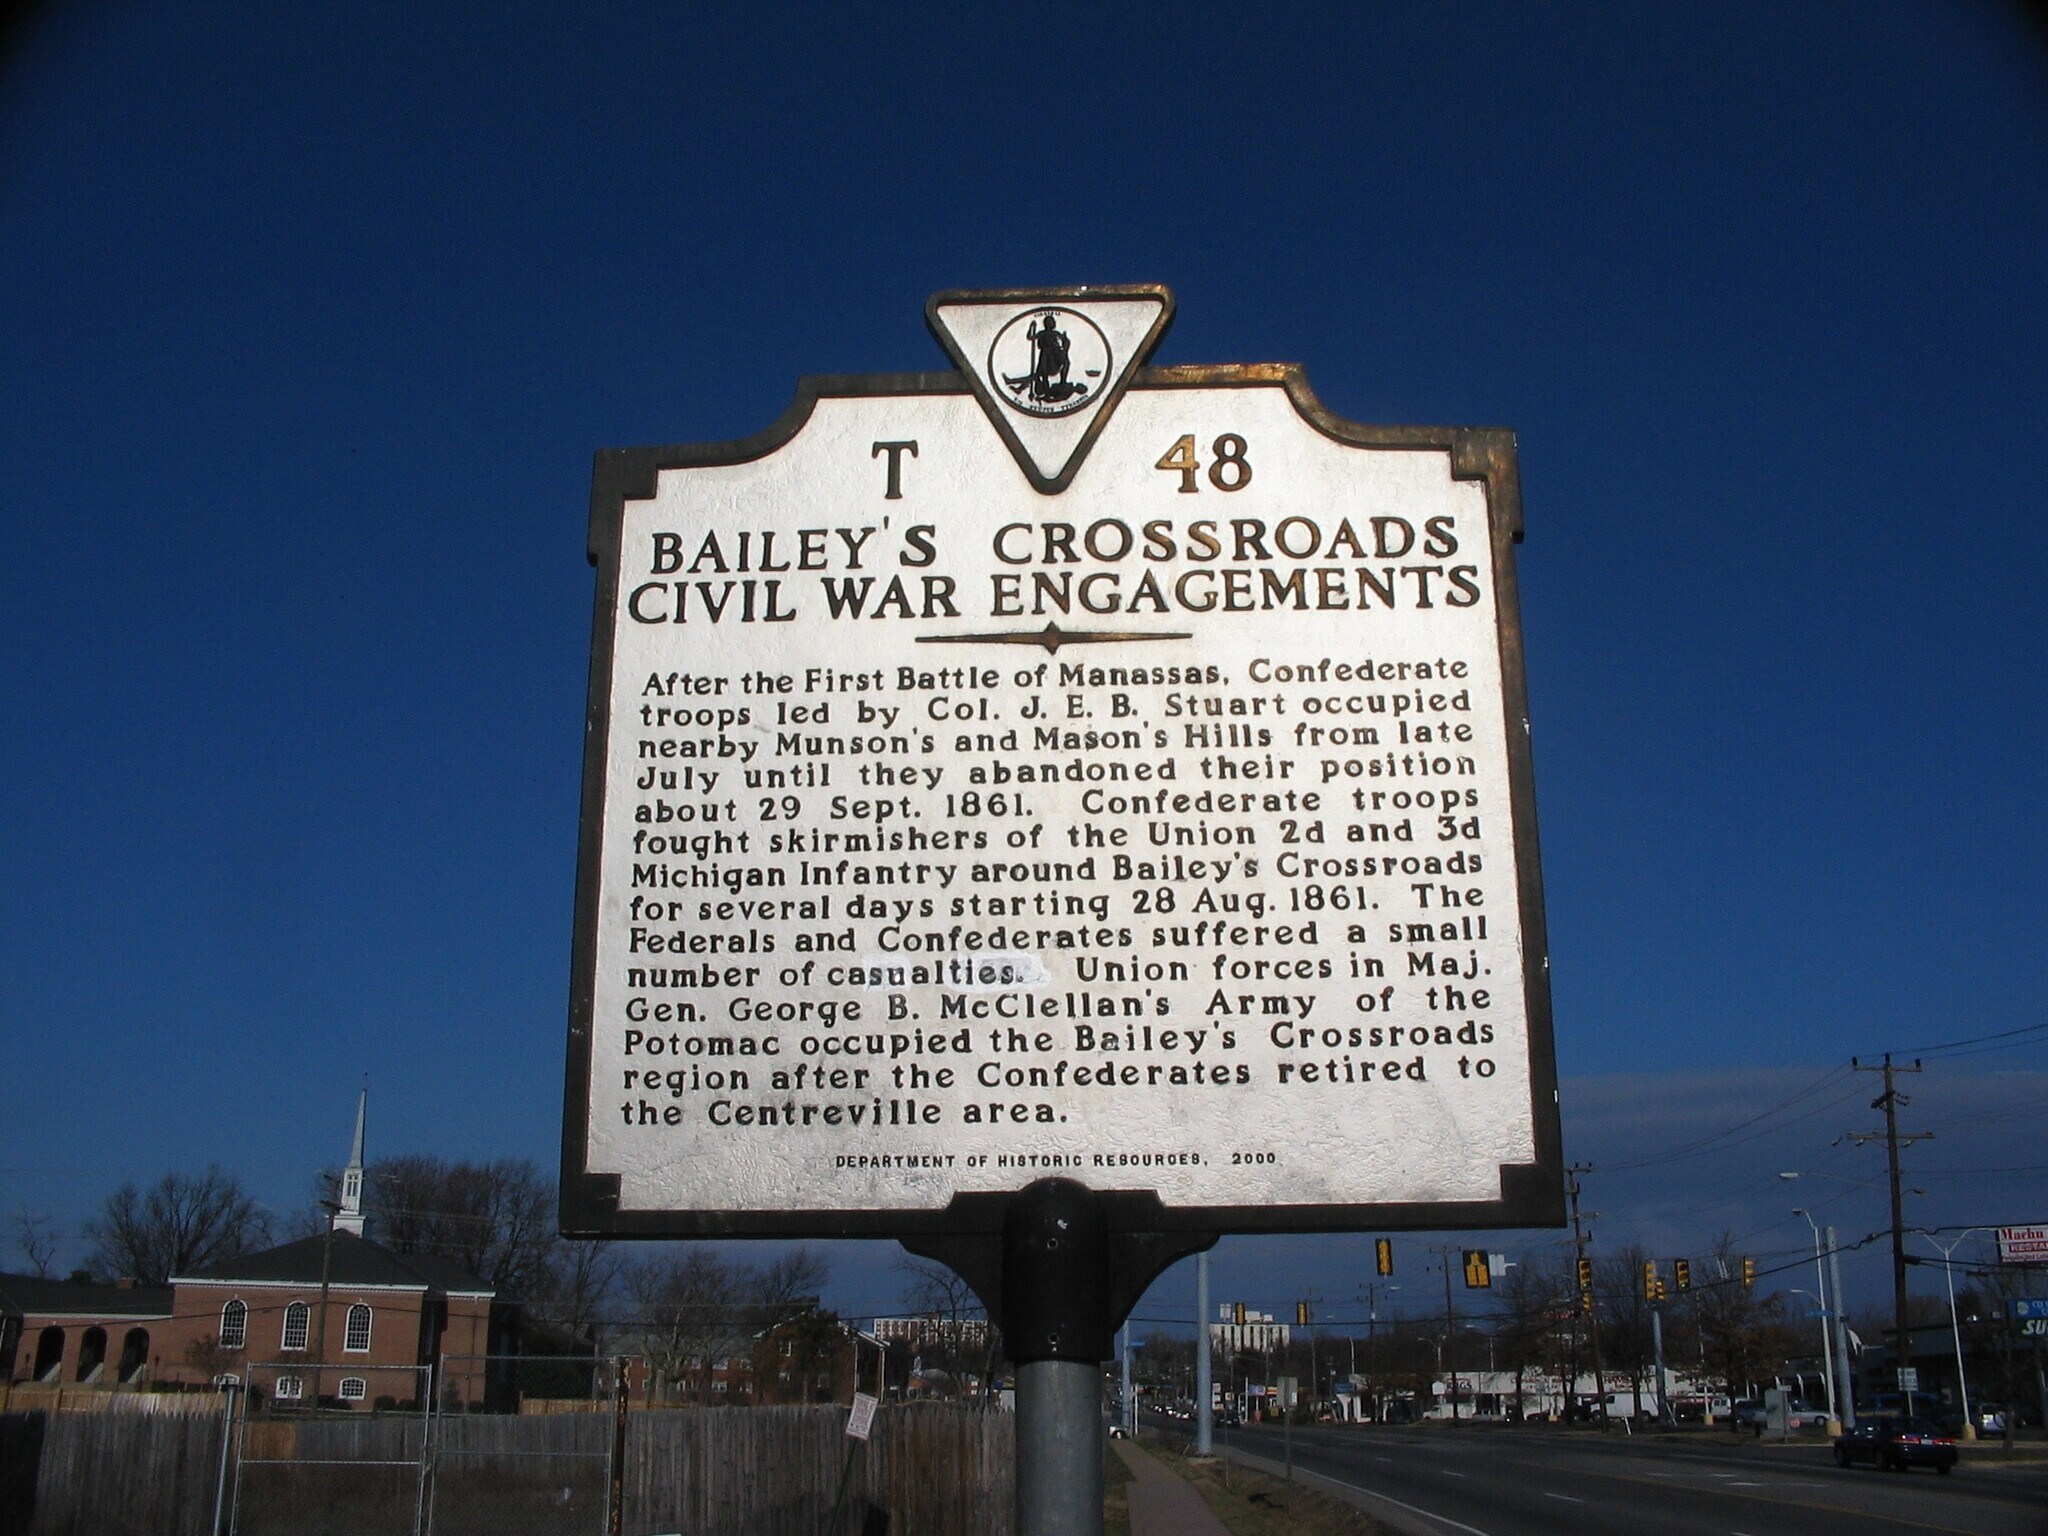 T 48
BAILEY'S CROSSROADS
CIVIL WAR ENGAGEMENTS
After the First Battle of Manassas, Confederate
troops led by Col. J. E. B. Stuart occupied
nearby Munson's and Mason's Hills from late
July until they abandoned their position
about 29 Sept. 1861. Confederate troops
fought skirmishers of the Union 2d and 3d
Michigan Infantry around Bailey's Crossroads
for several days starting 28 Aug. 1861. The
Federals and Confederates suffered a small
number of casualties. Union forces in Maj.
Gen. George B. McClellan's Army of the
Potomac occupied the Bailey's Crossroads
region after the Confederates retired to
the Centreville area.
DEPARTMENT OF HISTORIC RESOURCES, 2000